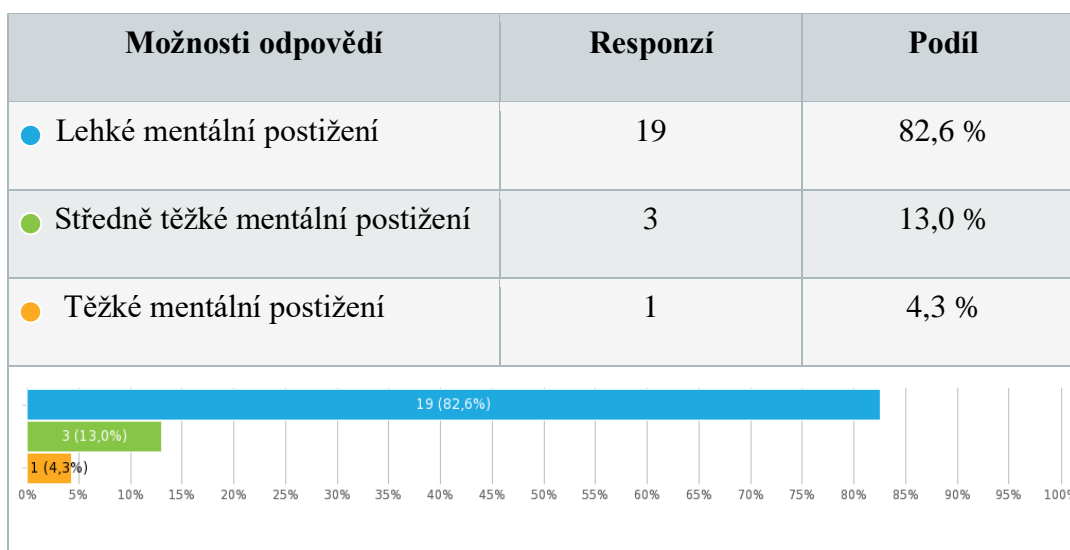 Možnosti odpovědí Responzí Podíl
Lehké mentální postižení 19 82,6 %
Středně těžké mentální postižení 3 13,0 %
Těžké mentální postižení 1 4,3 %
19 (82,6%)
3 (13,0%)
1 (4,3%)
0% 5% 10% 15% 20% 25% 30% 35% 40% 45% 50% 55% 60% 65% 70% 75% 80% 85% 90% 95% 100%